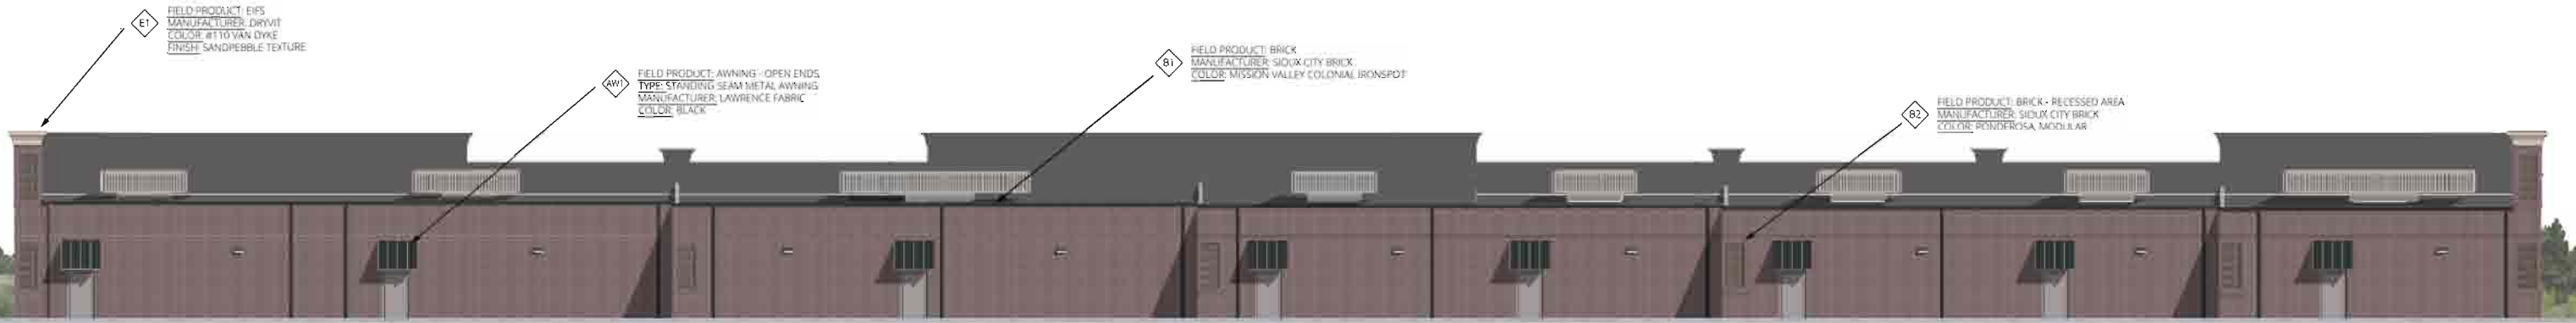 E1
FIELD PRODUCT: EIFS
MANUFACTURER: DRYVIT
COLOR: #110 VAN DYKE
FINISH: SANDPEBBLE TEXTURE
AW1
FIELD PRODUCT: AWNING - OPEN ENDS
TYPE: STANDING SEAM METAL AWNING
MANUFACTURER: LAWRENCE FABRIC
COLOR: BLACK
B1
FIELD PRODUCT: BRICK
MANUFACTURER: SIOUX CITY BRICK
COLOR: MISSION VALLEY COLONIAL IRONSPOT
B2
FIELD PRODUCT: BRICK - RECESSED AREA
MANUFACTURER: SIOUX CITY BRICK
COLOR: PONDEROSA, MODULAR